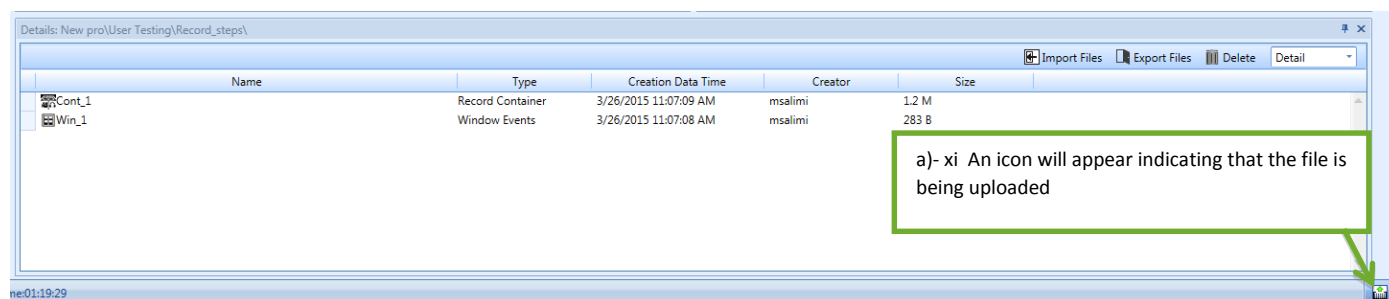 Details: New pro\User Testing\Record_steps\
Import Files Export Files Delete Detail
Name Type Creation Data Time Creator Size
Cont_1 Record Container 3/26/2015 11:07:09 AM msalimi 1.2 M
Win_1 Window Events 3/26/2015 11:07:08 AM msalimi 283 B
a)- xi An icon will appear indicating that the file is
being uploaded
me:01:19:29